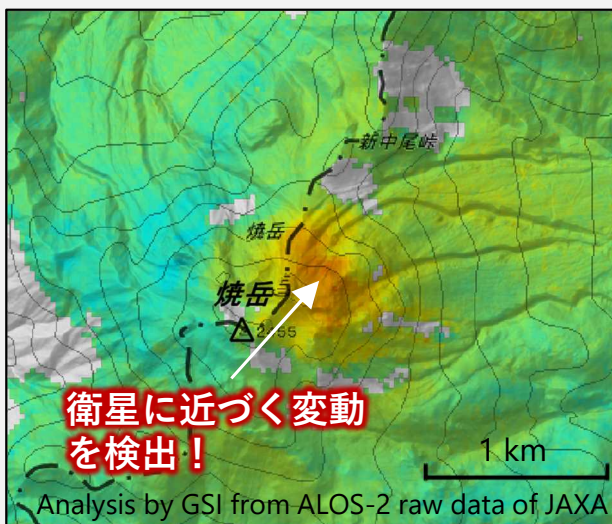 新中尾峠
焼岳
焼岳
2455
衛星に近づく変動
を検出！
1 km
Analysis by GSI from ALOS-2 raw data of JAXA